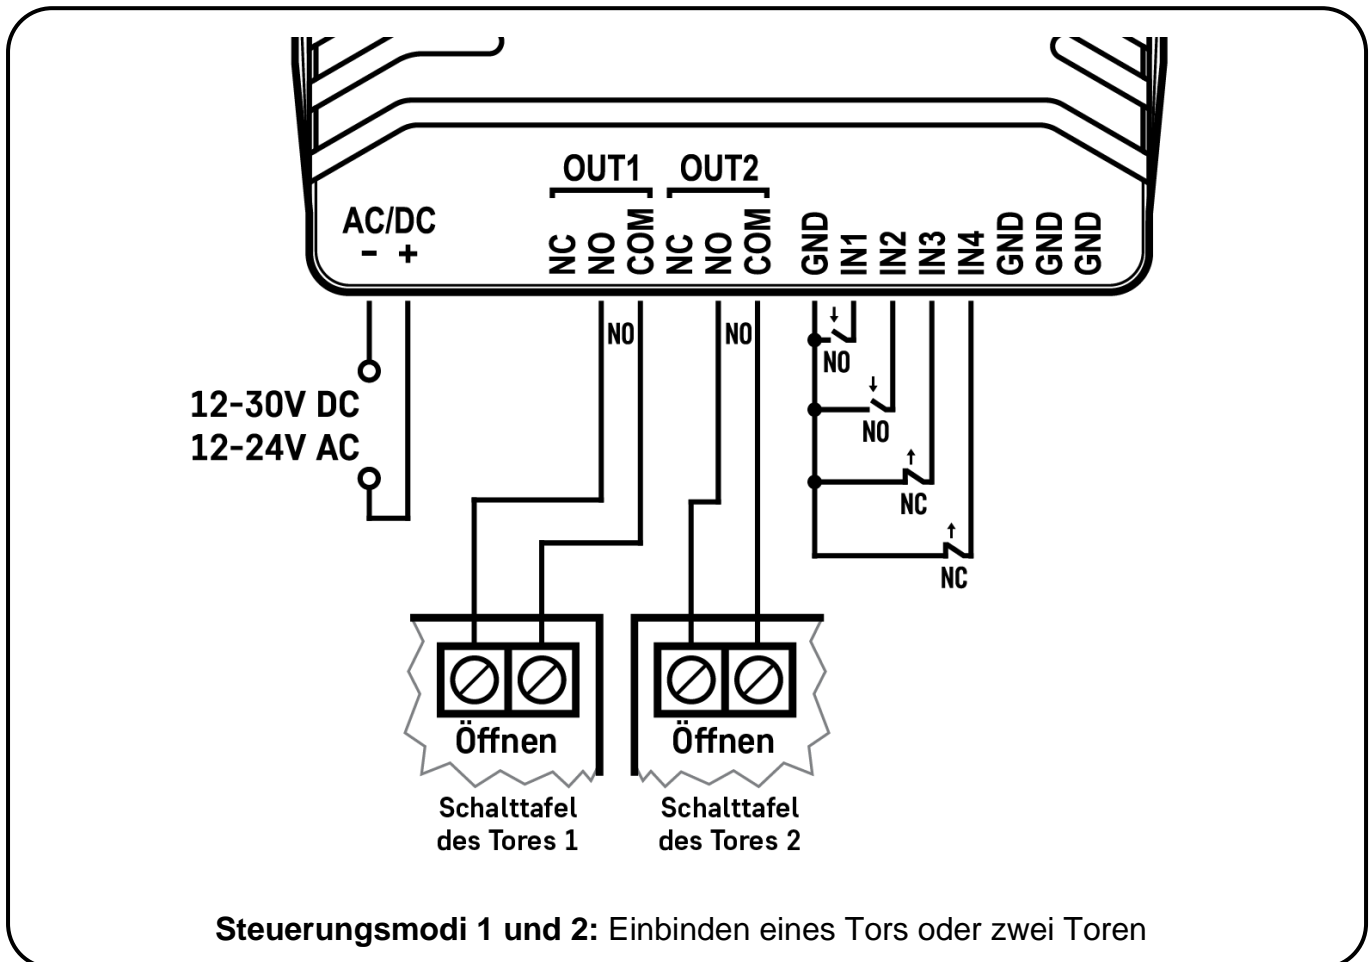 OUT1 OUT2
AC/DC
- +
NC NO COM NC NO COM GND IN1 IN2 IN3 IN4 GND GND GND
NO NO
NO
12-30V DC
12-24V AC
NO
NC
NC
Öffnen Öffnen
Schalttafel
des Tores 1
Schalttafel
des Tores 2
Steuerungsmodi 1 und 2: Einbinden eines Tors oder zwei Toren